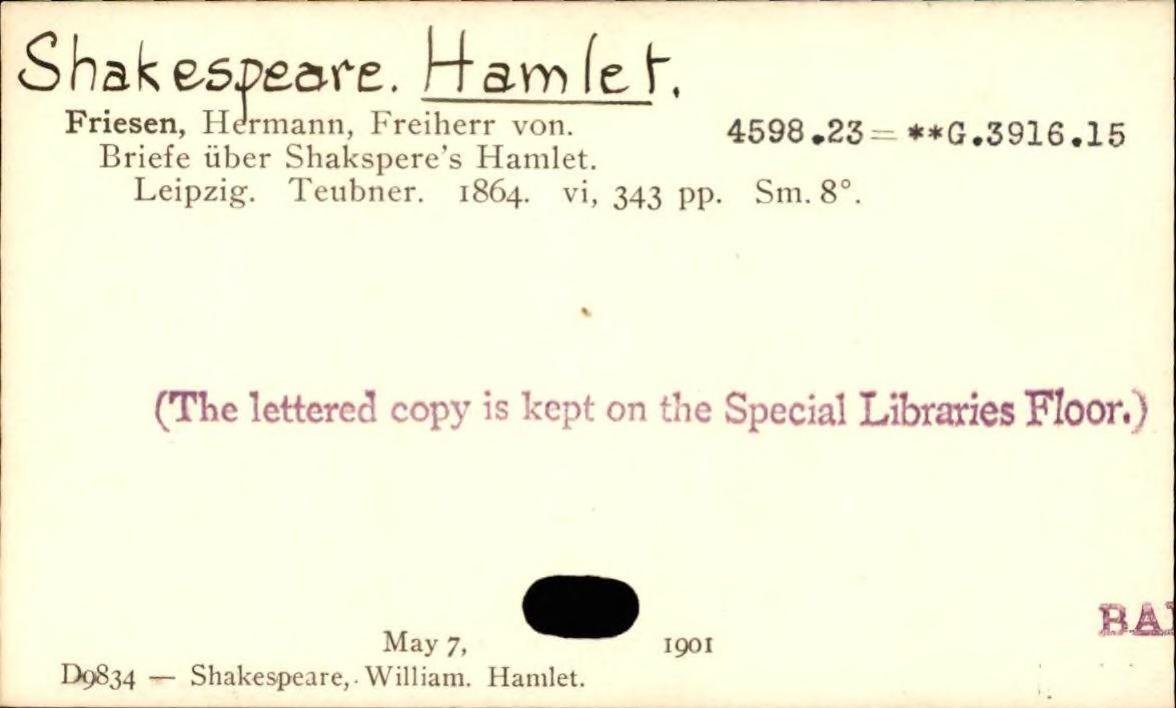 Shakespeare. Hamlet.
Friesen, Hermann, Freiherr von.
4598.23 = **G.3916.15
Briefe über Shakspere's Hamlet.
Leipzig. Teubner. 1864. vi, 343 pp. Sm. 8°.
(The lettered copy is kept on the Special Libraries Floor.)
May 7, 1901
D9834 — Shakespeare, William. Hamlet.